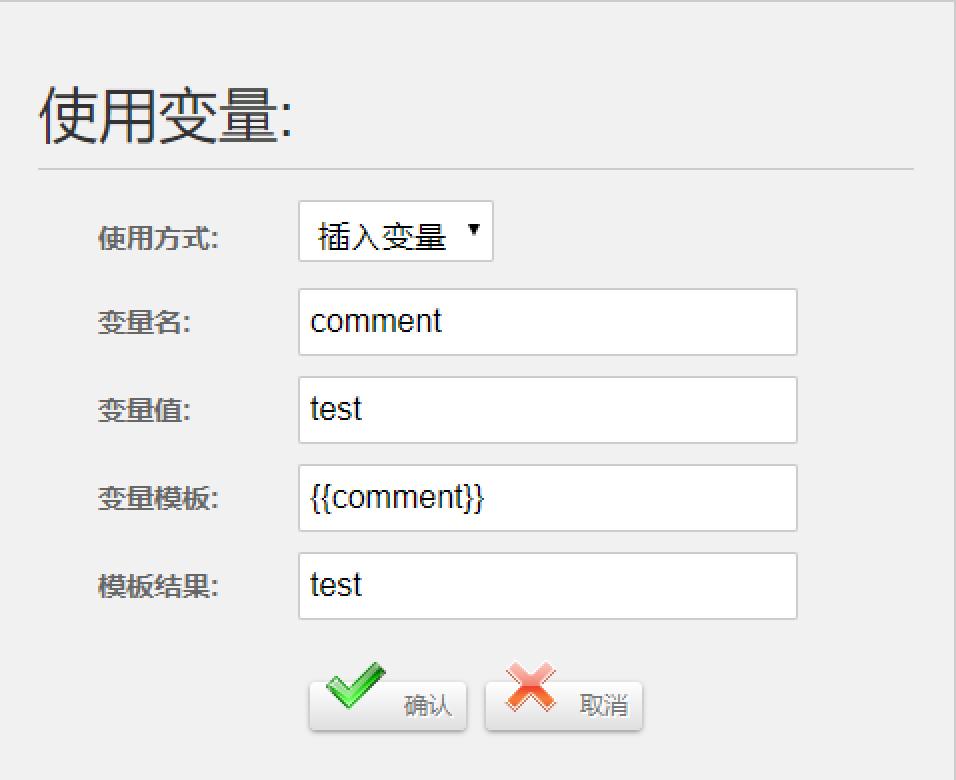 使用变量:
使用方式: 插入变量
变量名: comment
变量值: test
变量模板: {{comment}}
模板结果: test
确认 取消